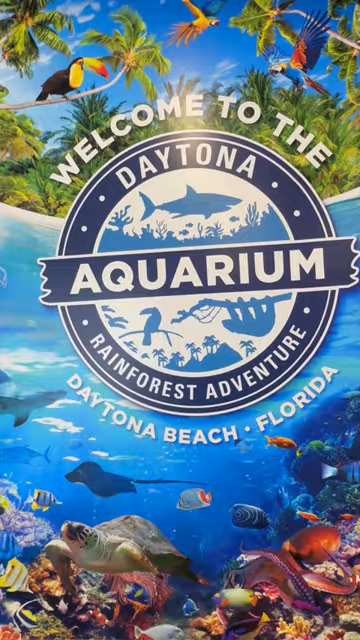 WELCOME TO THE
DAYTONA
AQUARIUM
RAINFOREST ADVENTURE
DAYTONA BEACH • FLORIDA